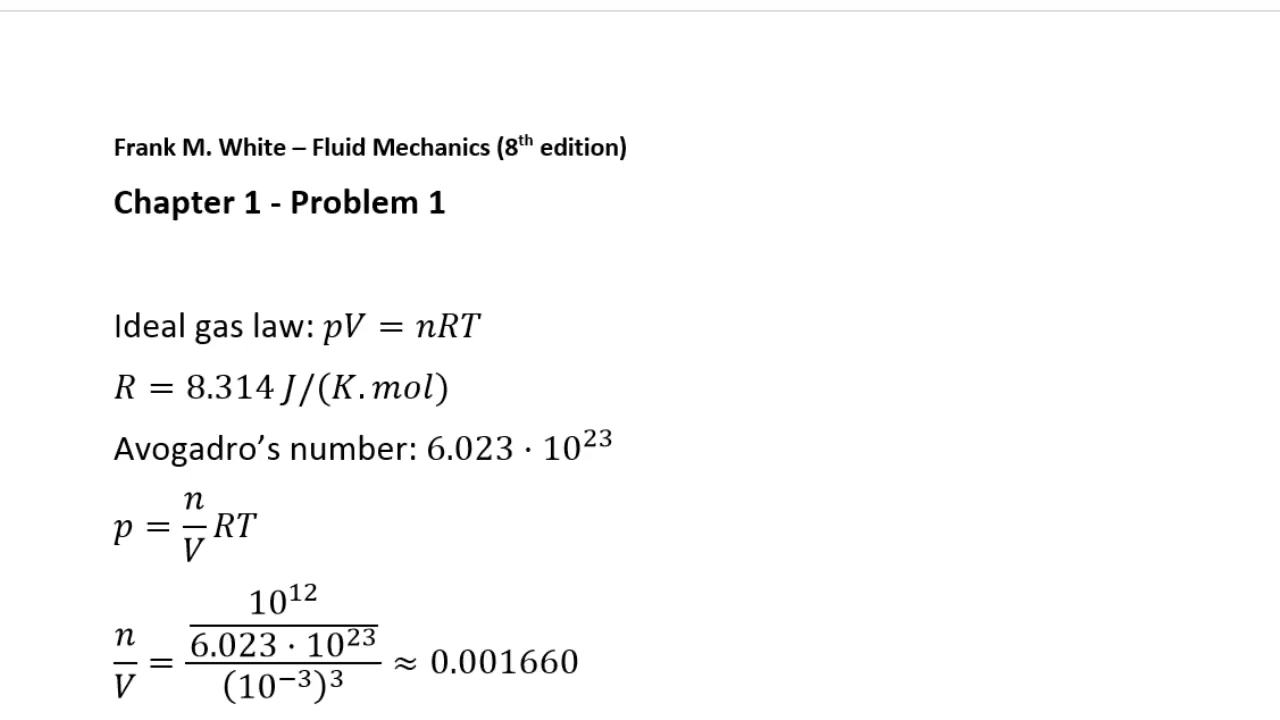 Frank M. White – Fluid Mechanics (8th edition)
Chapter 1 - Problem 1
Ideal gas law: pV = nRT
R = 8.314 J/(K.mol)
Avogadro’s number: 6.023 · 10^23
p = n/V RT
n/V = (10^12 / (6.023 · 10^23)) / (10^−3)^3 ≈ 0.001660